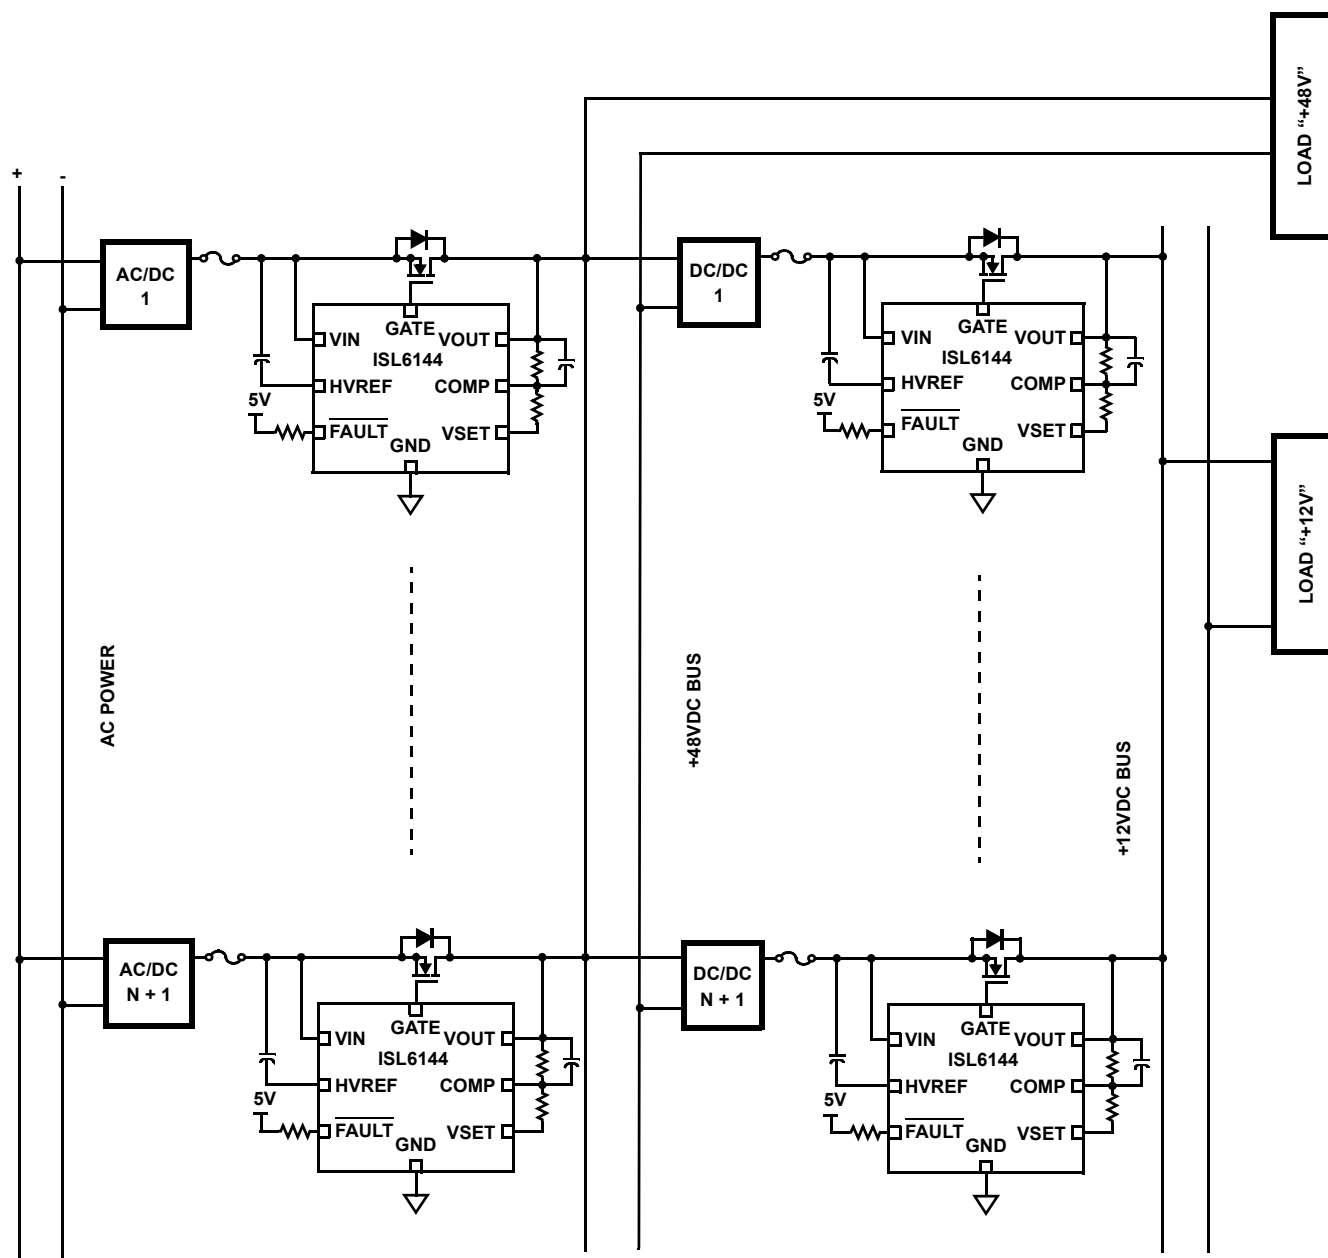 LOAD “+48V”
+
-
AC/DC
1
DC/DC
1
GATE
VIN
VOUT
ISL6144
HVREF
COMP
5V
FAULT
VSET
GND
GATE
VIN
VOUT
ISL6144
HVREF
COMP
5V
FAULT
VSET
GND
LOAD “+12V”
AC POWER
+48VDC BUS
+12VDC BUS
AC/DC
N + 1
DC/DC
N + 1
GATE
VIN
VOUT
ISL6144
HVREF
COMP
5V
FAULT
VSET
GND
GATE
VIN
VOUT
ISL6144
HVREF
COMP
5V
FAULT
VSET
GND